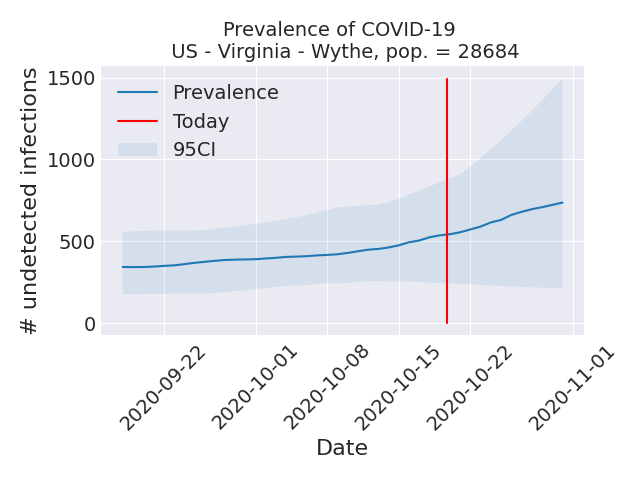 Prevalence of COVID-19
US - Virginia - Wythe, pop. = 28684
# undetected infections
1500
1000
500
0
Prevalence
Today
95CI
2020-09-22
2020-10-01
2020-10-08
2020-10-15
2020-10-22
2020-11-01
Date